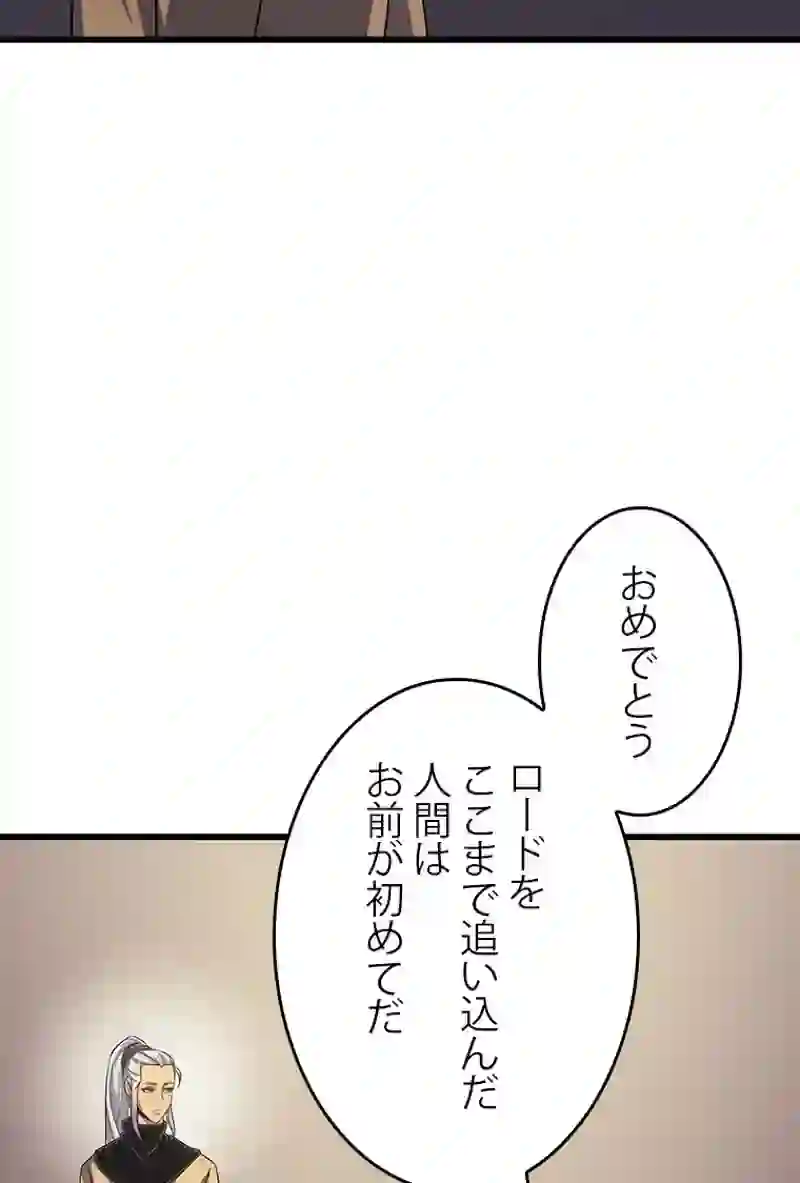 おめでとう
ロードを
ここまで追い込んだ
人間は
お前が初めてだ